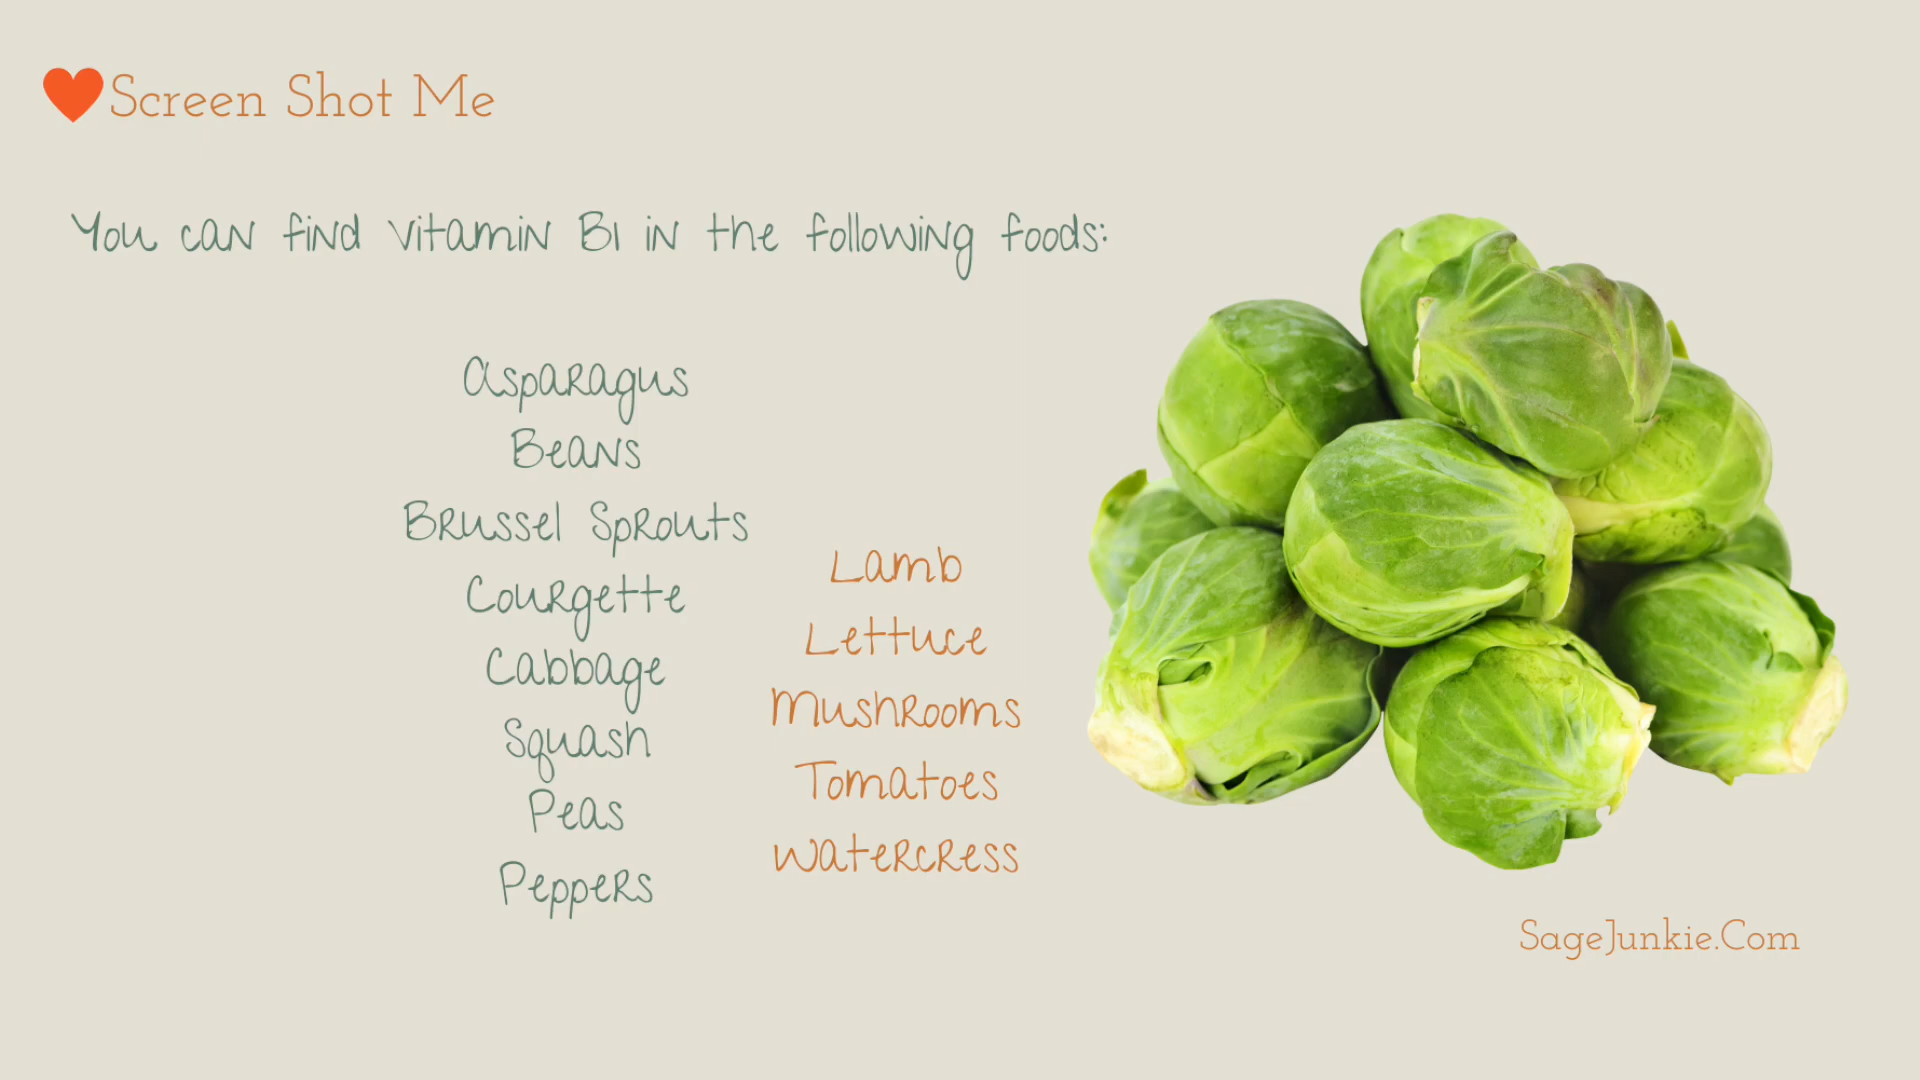 Screen Shot Me
You can find vitamin B1 in the following foods:
Asparagus
Beans
Brussel Sprouts
Courgette
Cabbage
Squash
Peas
Peppers
Lamb
Lettuce
Mushrooms
Tomatoes
Watercress
SageJunkie.Com